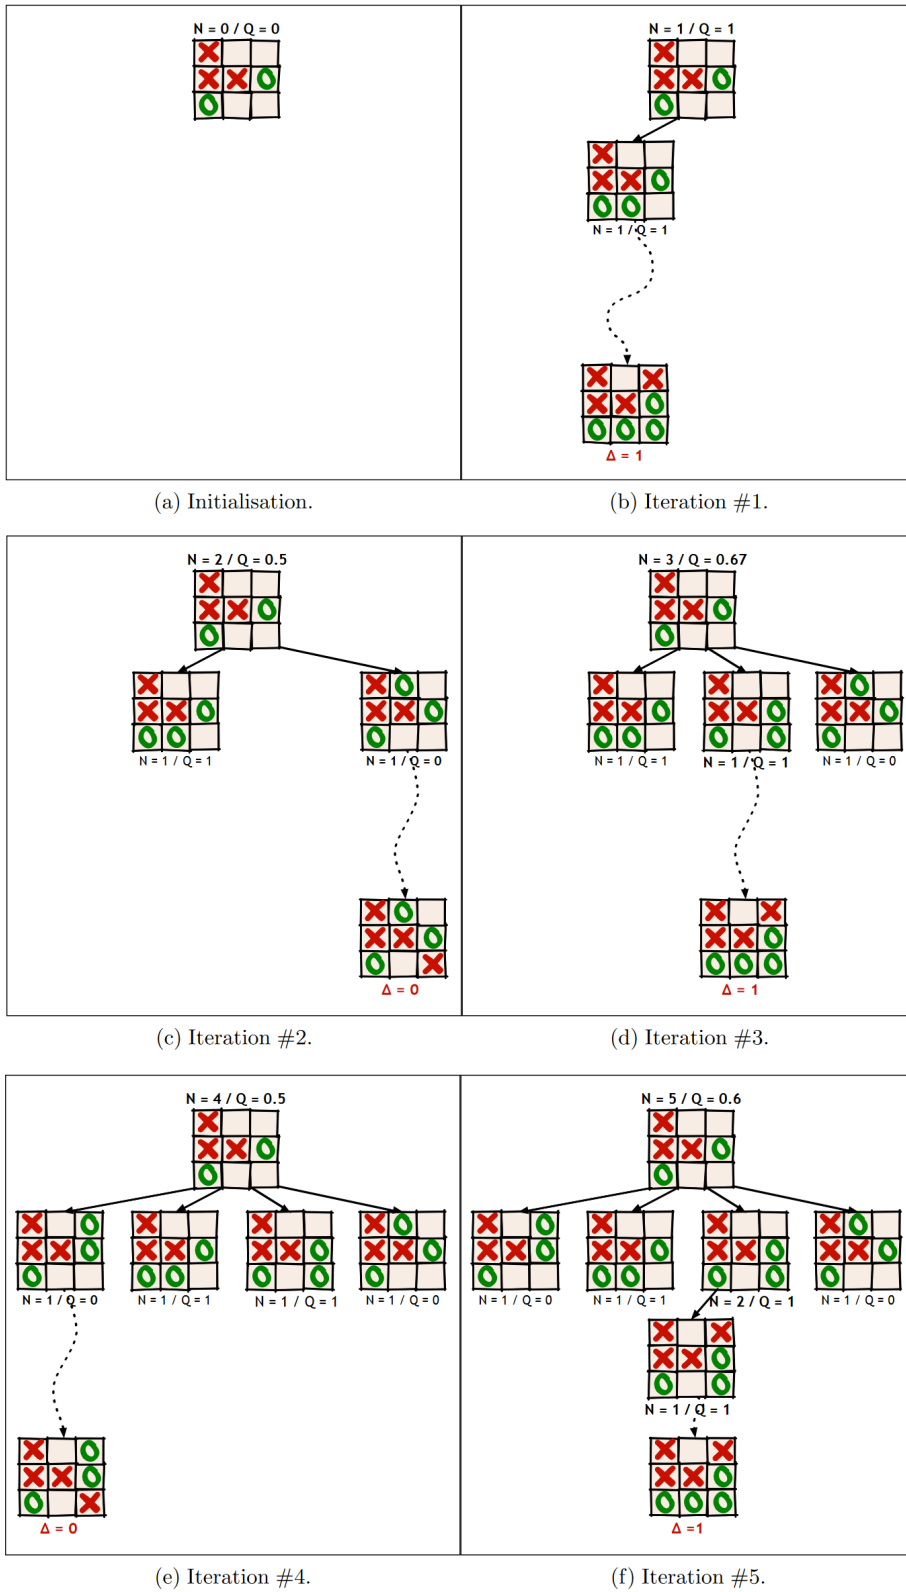 N = 0 / Q = 0
N = 1 / Q = 1
N = 1 / Q = 1
Δ = 1
(a) Initialisation.
(b) Iteration #1.
N = 2 / Q = 0.5
N = 1 / Q = 1
N = 1 / Q = 0
Δ = 0
N = 3 / Q = 0.67
N = 1 / Q = 1
N = 1 / Q = 1
N = 1 / Q = 0
Δ = 1
(c) Iteration #2.
(d) Iteration #3.
N = 4 / Q = 0.5
N = 1 / Q = 0
N = 1 / Q = 1
N = 1 / Q = 1
N = 1 / Q = 0
Δ = 0
N = 5 / Q = 0.6
N = 1 / Q = 0
N = 1 / Q = 1
N = 2 / Q = 1
N = 1 / Q = 0
N = 1 / Q = 1
Δ =1
(e) Iteration #4.
(f) Iteration #5.